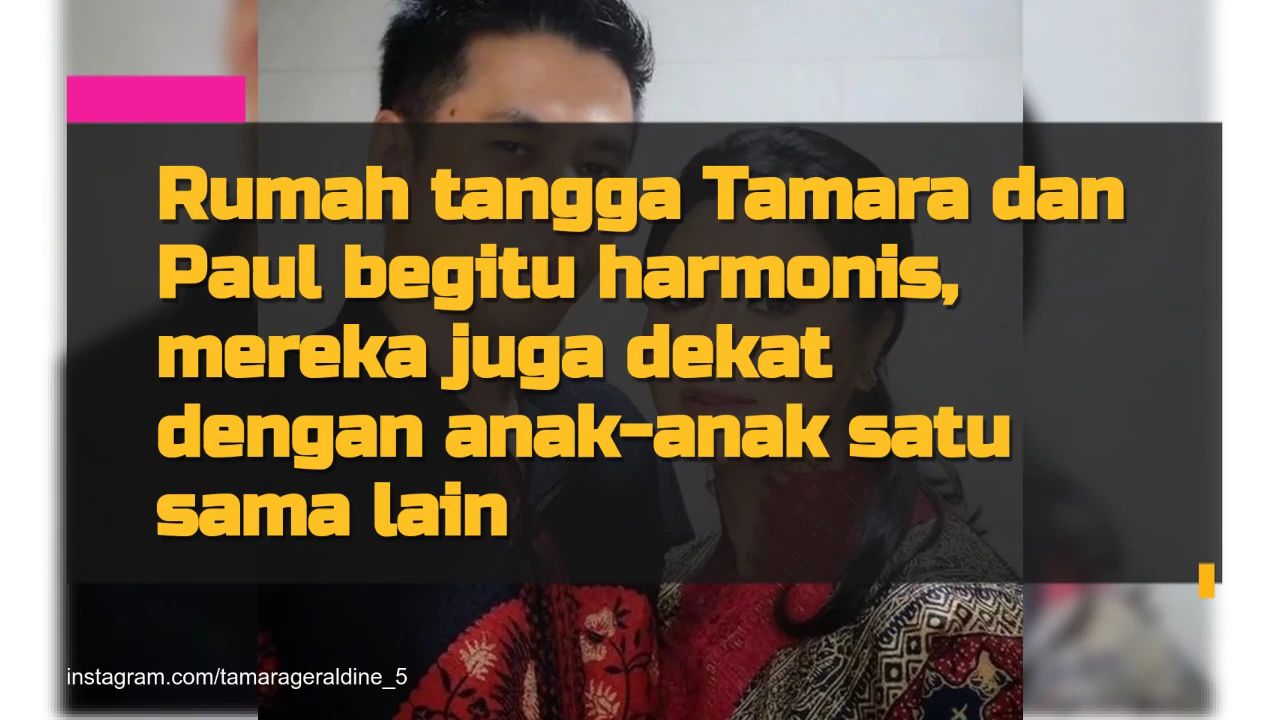 Rumah tangga Tamara dan
Paul begitu harmonis,
mereka juga dekat
dengan anak-anak satu
sama lain
instagram.com/tamarageraldine_5